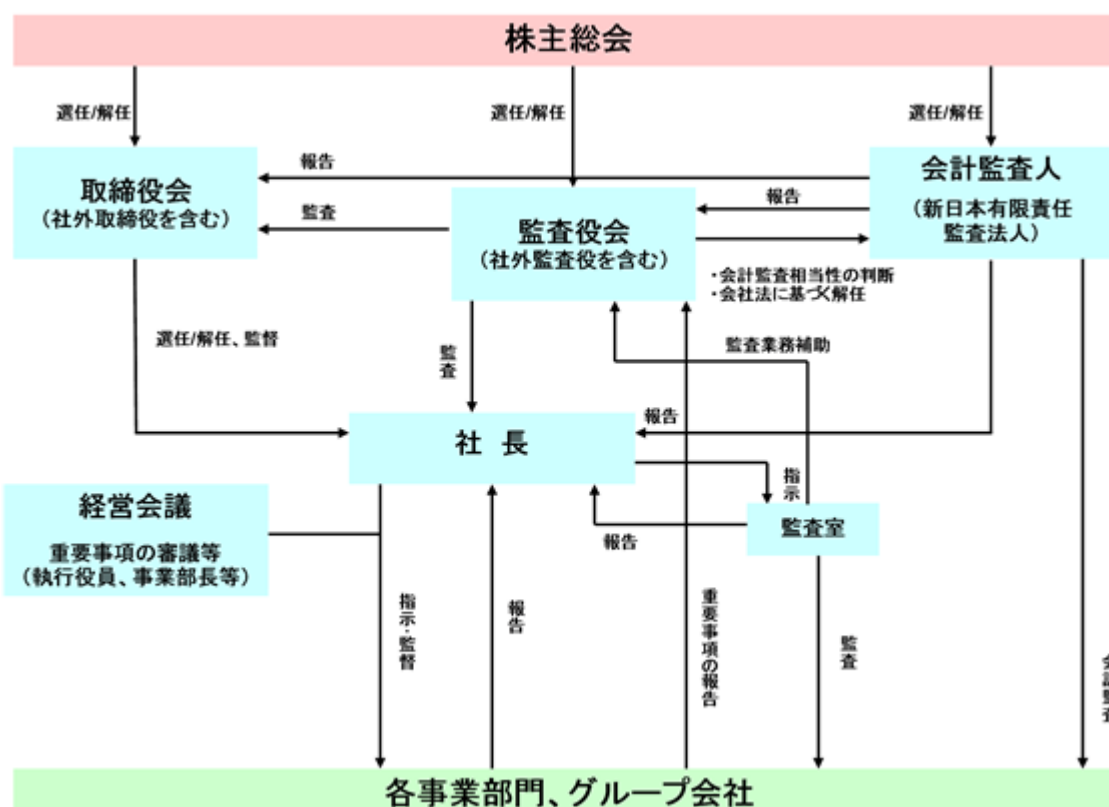 株主総会
選任/解任
選任/解任
選任/解任
取締役会
（社外取締役を含む）
報告
監査
監査役会
（社外監査役を含む）
報告
会計監査人
（新日本有限責任
監査法人）
・会計監査相当性の判断
・会社法に基づく解任
選任/解任、監督
監査
監査業務補助
社 長
報告
指示
経営会議
重要事項の審議等
（執行役員、事業部長等）
監査室
報告
指示・監督
報告
重要事項の報告
監査
会計監査
各事業部門、グループ会社